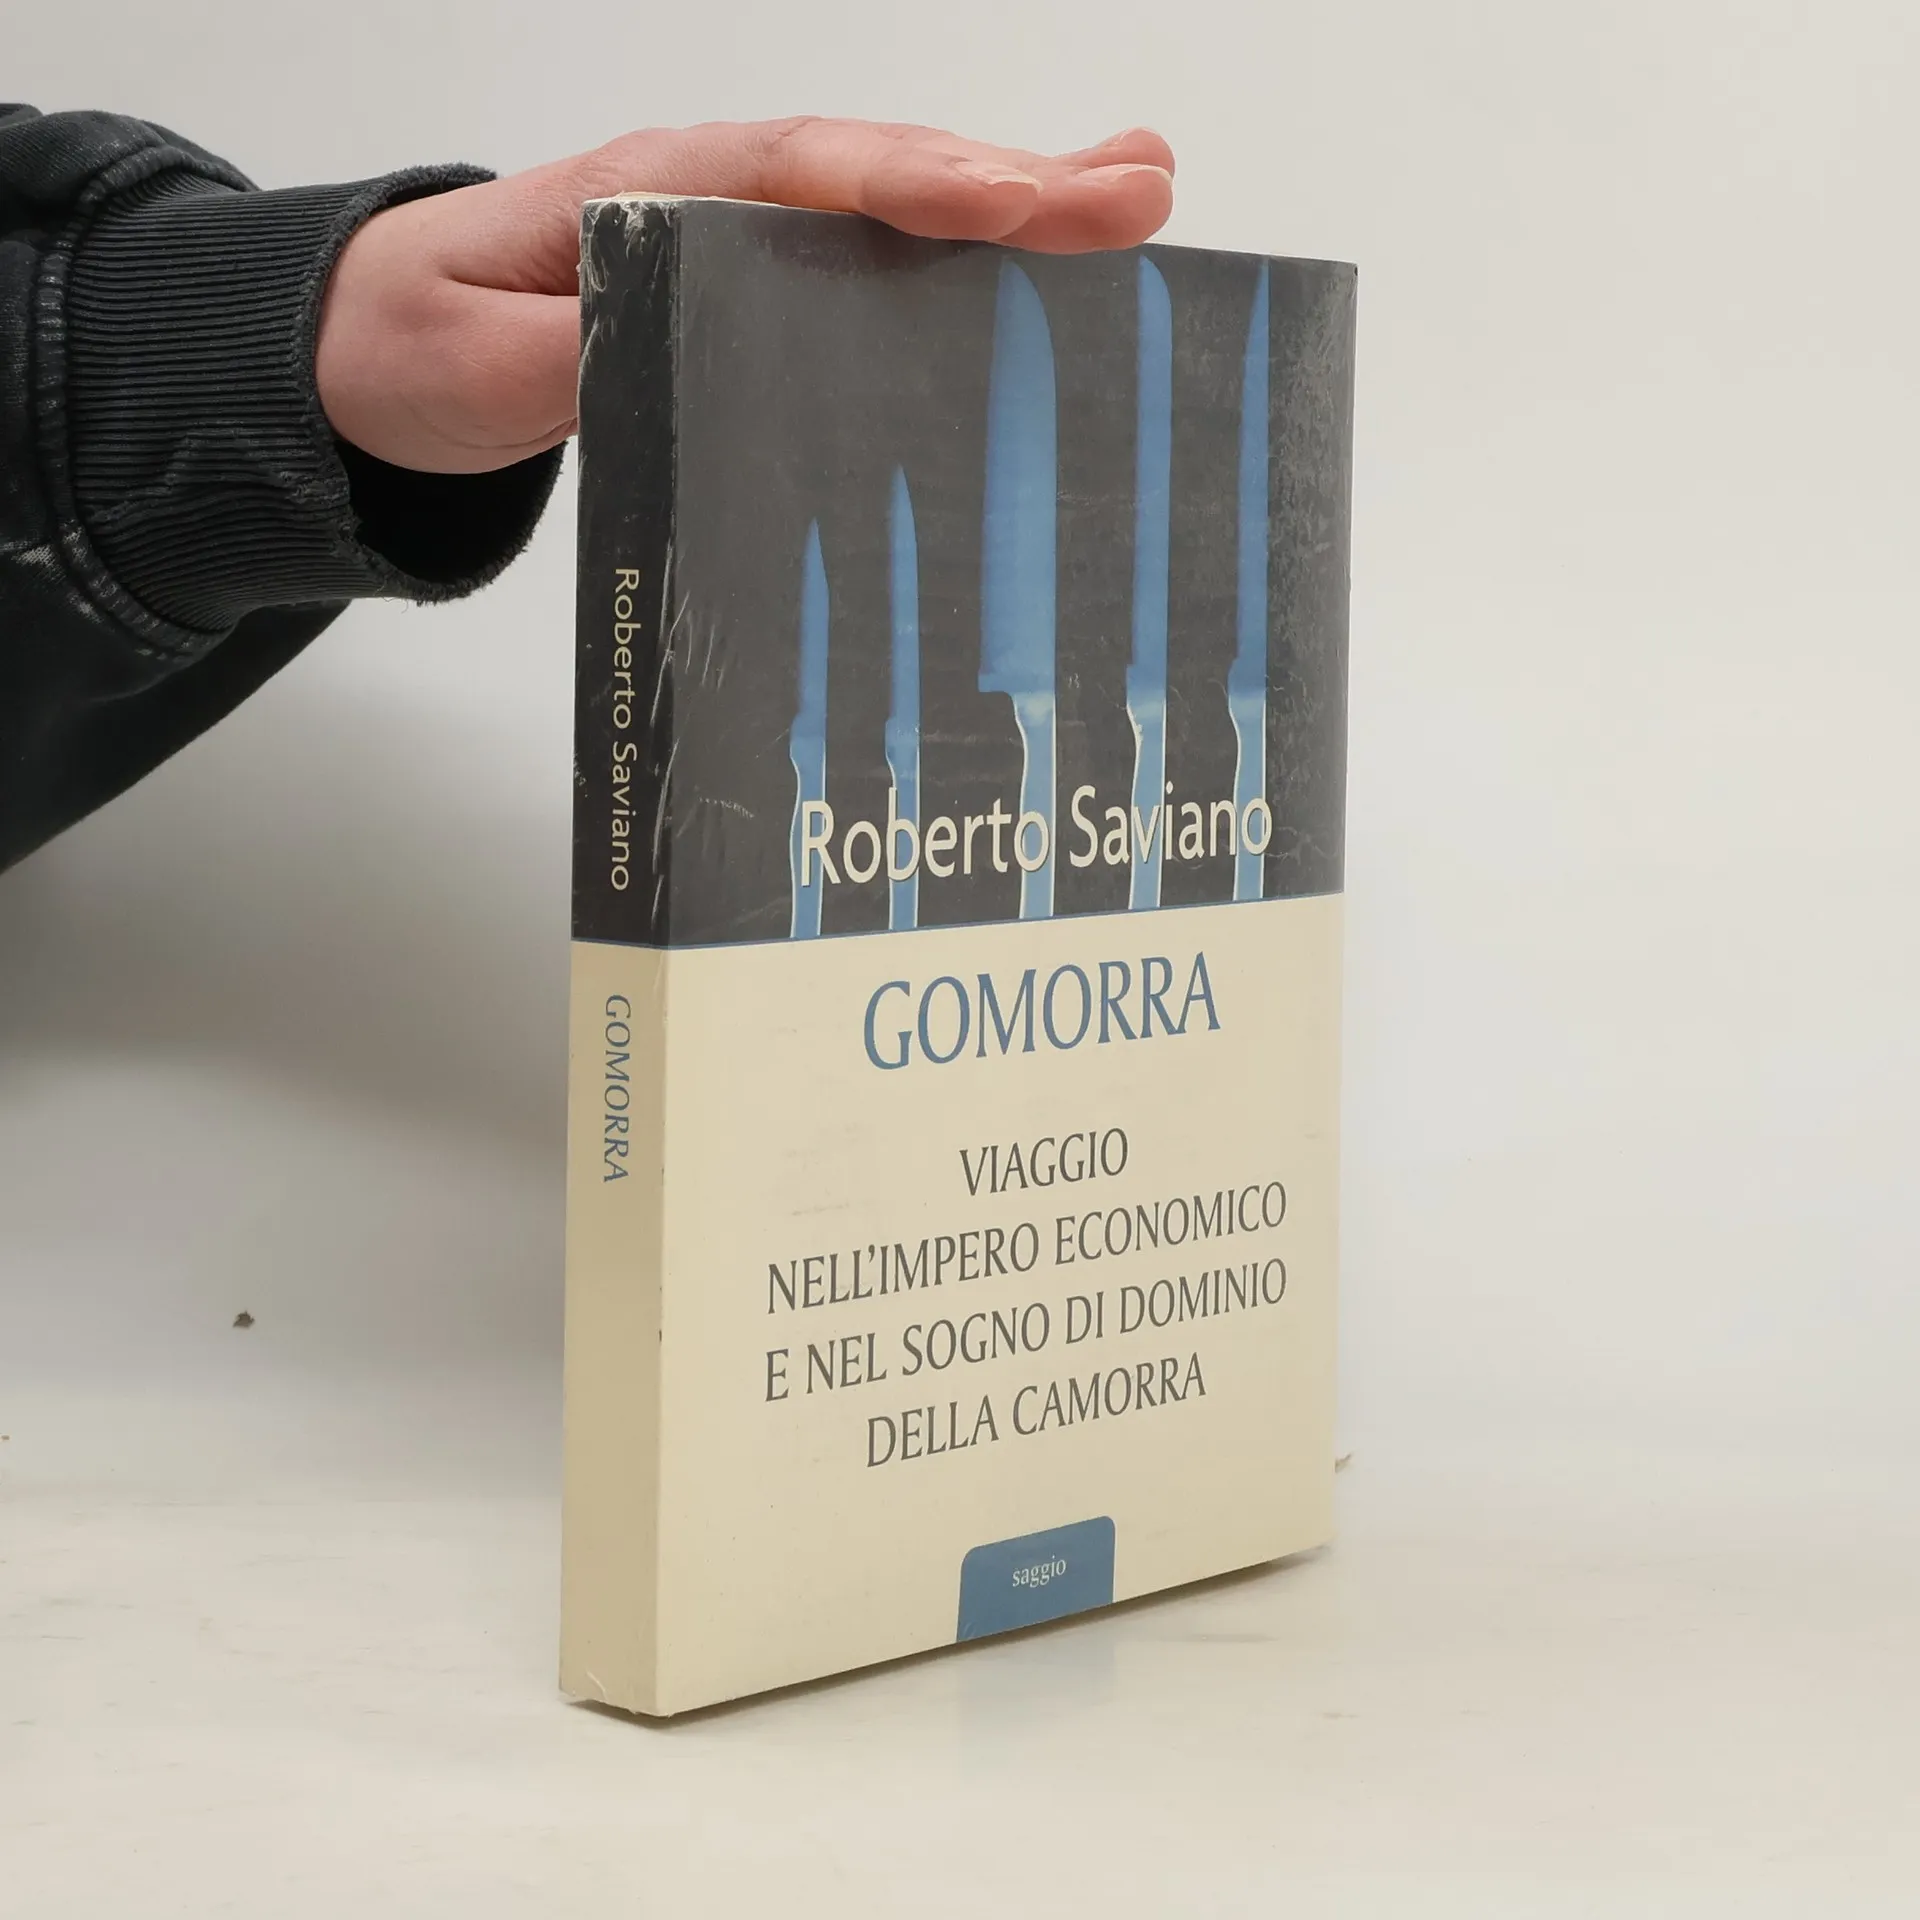 Roberto Saviano
GOMORRA
Roberto Saviano
GOMORRA
VIAGGIO
NELL'IMPERO ECONOMICO
E NEL SOGNO DI DOMINIO
DELLA CAMORRA
saggio